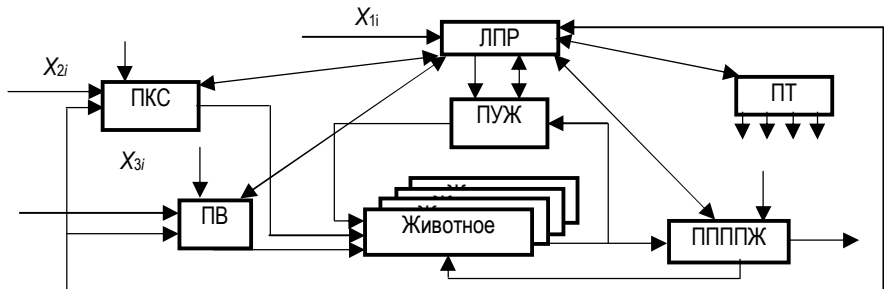 X1i
ЛПР
X2i
ПКС
ПТ
ПУЖ
X3i
ПВ
Животное
ППППЖ